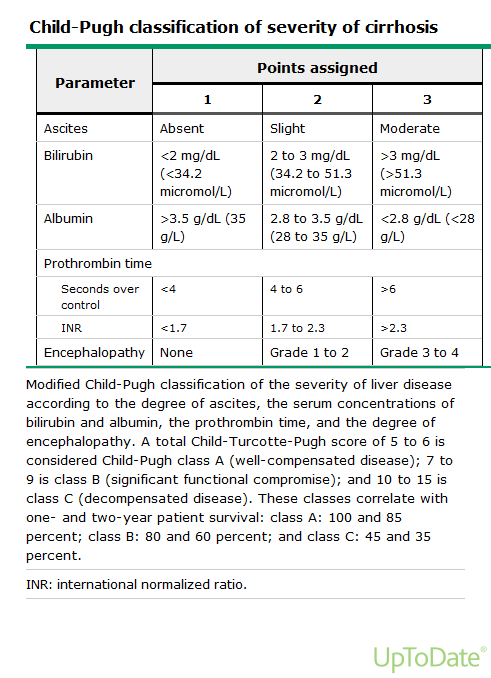 Child-Pugh classification of severity of cirrhosis
Parameter
Points assigned
1 2 3
Ascites Absent Slight Moderate
Bilirubin <2 mg/dL 2 to 3 mg/dL >3 mg/dL
(<34.2 (34.2 to 51.3 (>51.3
micromol/L) micromol/L) micromol/L)
Albumin >3.5 g/dL (35 2.8 to 3.5 g/dL <2.8 g/dL (<28
g/L) (28 to 35 g/L) g/L)
Prothrombin time
Seconds over <4 4 to 6 >6
control
INR <1.7 1.7 to 2.3 >2.3
Encephalopathy None Grade 1 to 2 Grade 3 to 4
Modified Child-Pugh classification of the severity of liver disease
according to the degree of ascites, the serum concentrations of
bilirubin and albumin, the prothrombin time, and the degree of
encephalopathy. A total Child-Turcotte-Pugh score of 5 to 6 is
considered Child-Pugh class A (well-compensated disease); 7 to
9 is class B (significant functional compromise); and 10 to 15 is
class C (decompensated disease). These classes correlate with
one- and two-year patient survival: class A: 100 and 85
percent; class B: 80 and 60 percent; and class C: 45 and 35
percent.
INR: international normalized ratio.
UpToDate®